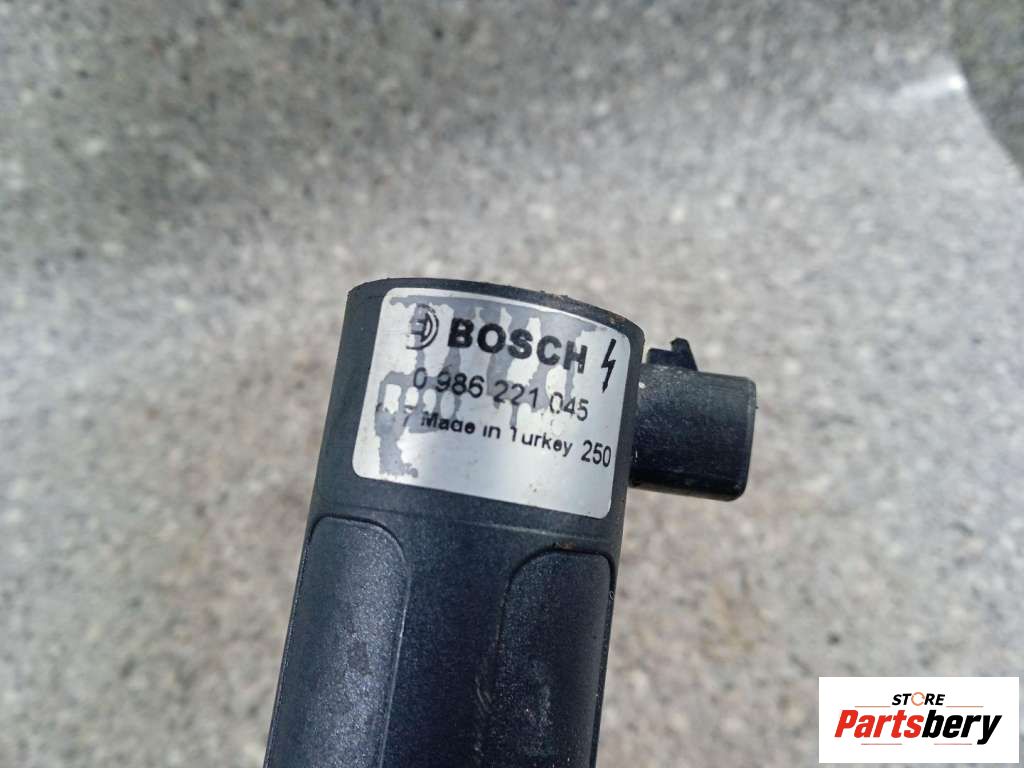 BOSCH
0 986 221 045
Made in Turkey 250
STORE
Partsbery